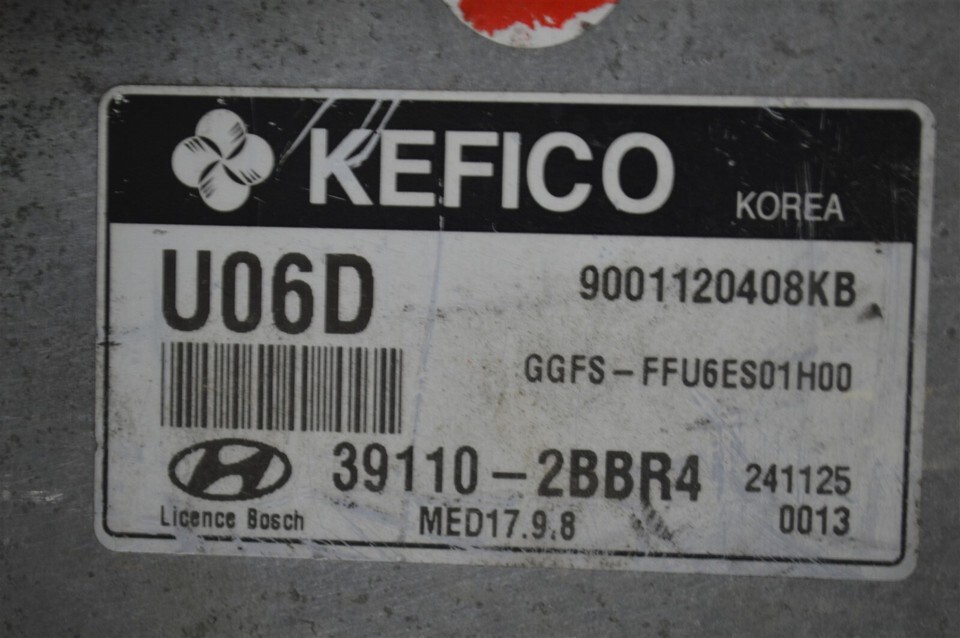 KEFICO
KOREA
U06D
9001120408KB
GGFS-FFU6ES01H00
39110-2BBR4
241125
Licence Bosch
MED17.9.8
0013